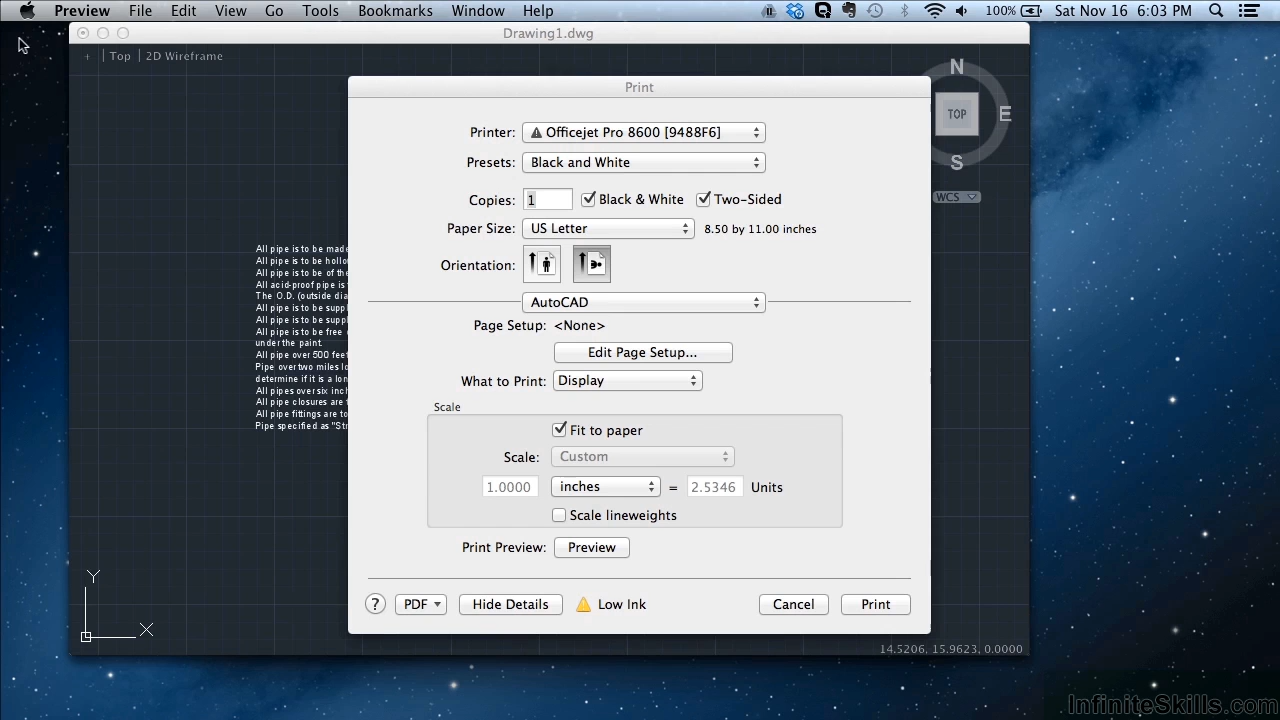 Preview File Edit View Go Tools Bookmarks Window Help 100% Sat Nov 16 6:03 PM
Drawing1.dwg
+ Top 2D Wireframe
N
TOP
E
S
WCS
Print
Printer: Officejet Pro 8600 [9488F6]
Presets: Black and White
Copies: 1 Black & White Two-Sided
Paper Size: US Letter 8.50 by 11.00 inches
Orientation:
AutoCAD
Page Setup: <None>
Edit Page Setup...
What to Print: Display
Scale
Fit to paper
Scale: Custom
1.0000 inches = 2.5346 Units
Scale lineweights
Print Preview: Preview
? PDF Hide Details Low Ink Cancel Print
All pipe is to be made
All pipe is to be hollo
All pipe is to be of the
All acid-proof pipe is
The O.D. (outside dia
All pipe is to be suppl
All pipe is to be suppl
All pipe is to be free
under the paint.
All pipe over 500 feet
Pipe over two miles lo
determine if it is a lon
All pipes over six inch
All pipe closures are
All pipe fittings are to
Pipe specified as "Str
Y
X
14.5206, 15.9623, 0.0000
InfiniteSkills.com